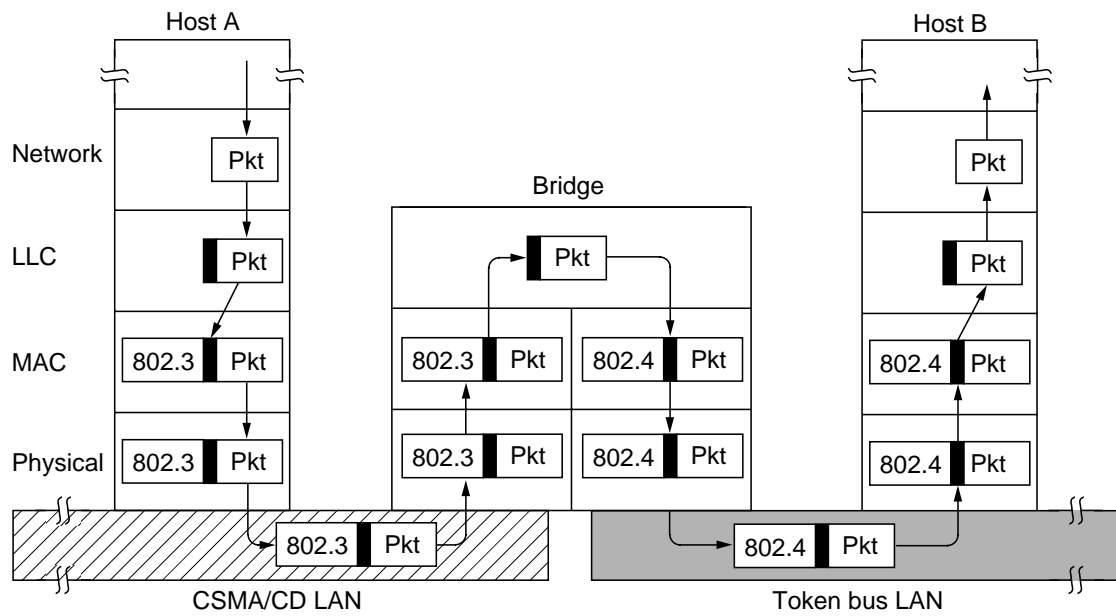 Host A
Host B
Network
Pkt
Pkt
Bridge
LLC
Pkt
Pkt
Pkt
MAC
802.3 Pkt
802.3 Pkt
802.4 Pkt
802.4 Pkt
Physical
802.3 Pkt
802.3 Pkt
802.4 Pkt
802.4 Pkt
802.3 Pkt
802.4 Pkt
CSMA/CD LAN
Token bus LAN